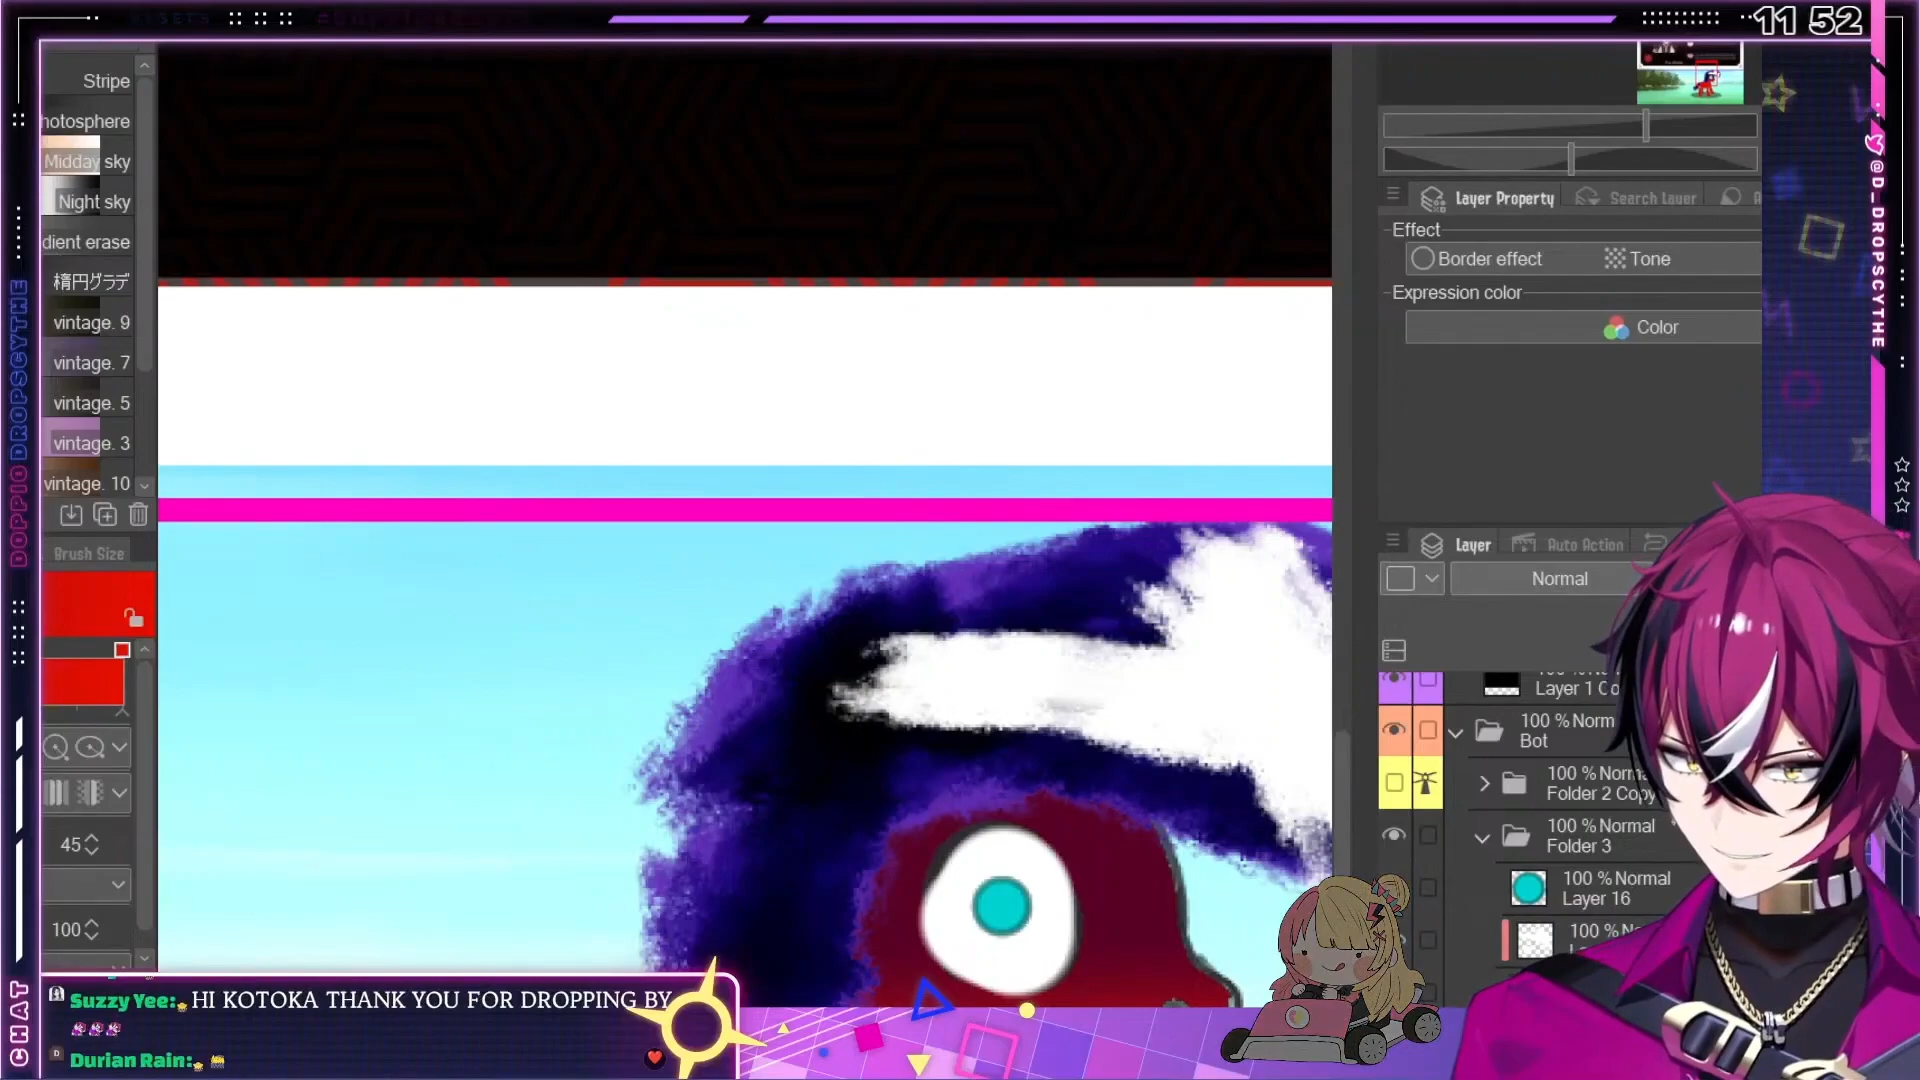 11 52
Stripe
hotosphere
Midday sky
Night sky
dient erase
楕円グラデ
vintage. 9
vintage. 7
vintage. 5
vintage. 3
vintage. 10
Brush Size
45
100
Layer Property
Search Layer
Effect
Border effect
Tone
Expression color
Color
Layer
Auto Action
Normal
Layer 1 Co
100 % Norm
Bot
100 % Norma
Folder 2 Copy
100 % Normal
Folder 3
100 % Normal
Layer 16
100 % No
@D_DROPSCYTHE
DOPPIO DROPSCYTHE
CHAT
Suzzy Yee: HI KOTOKA THANK YOU FOR DROPPING BY
Durian Rain: